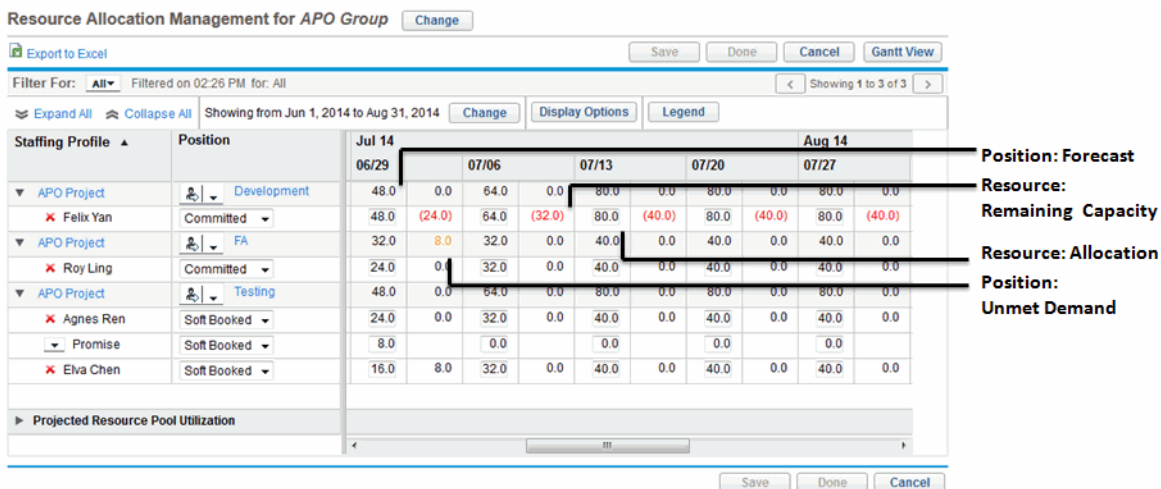 Resource Allocation Management for APO Group Change
Export to Excel Save Done Cancel Gantt View
Filter For: All Filtered on 02:26 PM for: All Showing 1 to 3 of 3
Expand All Collapse All Showing from Jun 1, 2014 to Aug 31, 2014 Change Display Options Legend
Staffing Profile Position Jul 14 Aug 14
06/29 07/06 07/13 07/20 07/27
APO Project Development 48.0 0.0 64.0 0.0 80.0 0.0 80.0 0.0 80.0 0.0
Felix Yan Committed 48.0 (24.0) 64.0 (32.0) 80.0 (40.0) 80.0 (40.0) 80.0 (40.0)
APO Project FA 32.0 8.0 32.0 0.0 40.0 0.0 40.0 0.0 40.0 0.0
Roy Ling Committed 24.0 0.0 32.0 0.0 40.0 0.0 40.0 0.0 40.0 0.0
APO Project Testing 48.0 0.0 64.0 0.0 80.0 0.0 80.0 0.0 80.0 0.0
Agnes Ren Soft Booked 24.0 0.0 32.0 0.0 40.0 0.0 40.0 0.0 40.0 0.0
Promise Soft Booked 8.0 0.0 0.0 0.0 0.0
Elva Chen Soft Booked 16.0 8.0 32.0 0.0 40.0 0.0 40.0 0.0 40.0 0.0
Projected Resource Pool Utilization
Save Done Cancel
Position: Forecast
Resource:
Remaining Capacity
Resource: Allocation
Position:
Unmet Demand